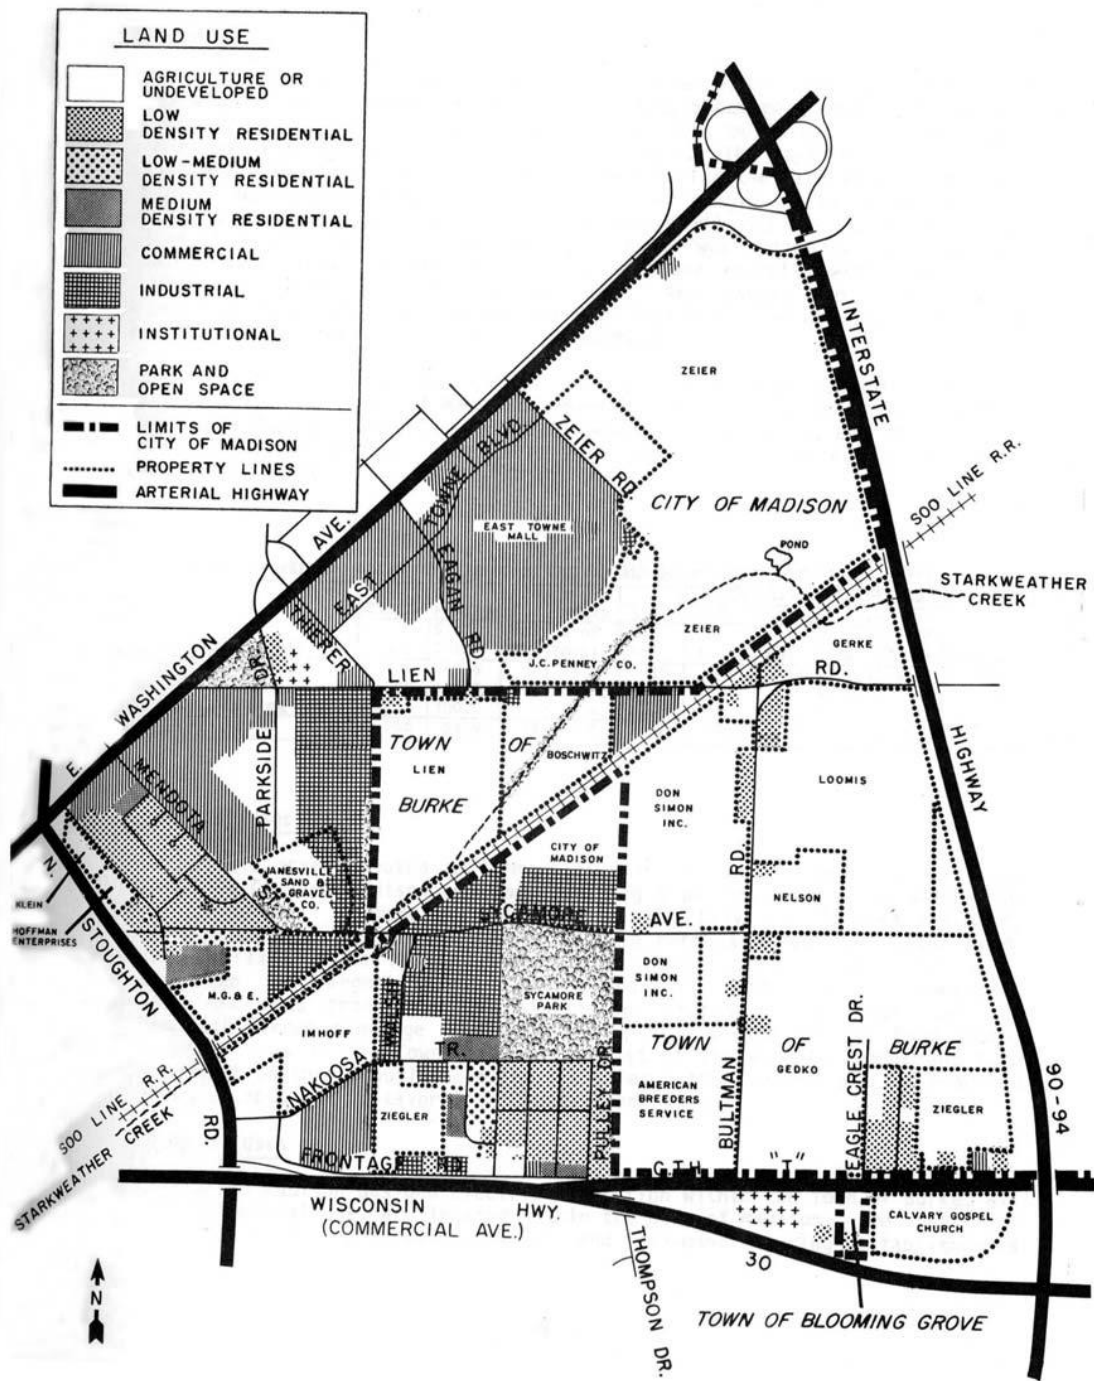 LAND USE
AGRICULTURE OR
UNDEVELOPED
LOW
DENSITY RESIDENTIAL
LOW-MEDIUM
DENSITY RESIDENTIAL
MEDIUM
DENSITY RESIDENTIAL
COMMERCIAL
INDUSTRIAL
INSTITUTIONAL
PARK AND
OPEN SPACE
LIMITS OF
CITY OF MADISON
PROPERTY LINES
ARTERIAL HIGHWAY
INTERSTATE
ZEIER
ZEIER RD.
EAST TOWNE BLVD.
CITY OF MADISON
SOO LINE R.R.
E. WASHINGTON AVE.
EAST TOWNE
MALL
EAGAN RD.
POND
STARKWEATHER
CREEK
THIERER
ZEIER
GERKE
J.C. PENNEY CO.
LIEN RD.
PARKSIDE DR.
TOWN OF
LIEN
BURKE
BOSCHWITZ
HIGHWAY
MENDOTA ST.
LOOMIS
DON
SIMON
INC.
CITY OF
MADISON
JANESVILLE
SAND &
GRAVEL
CO.
NELSON
KLEIN
HOFFMAN
ENTERPRISES
N. STOUGHTON RD.
SYCAMORE AVE.
DON
SIMON
INC.
M.G.& E.
SYCAMORE
PARK
WALSH
IMHOFF
TOWN OF BURKE
GEDKO
EAGLE CREST DR.
NAKOOSA TR.
BULTMAN RD.
AMERICAN
BREEDERS
SERVICE
ZIEGLER
ZIEGLER
90-94
SOO LINE R.R.
STARKWEATHER CREEK
PULLEY DR.
FRONTAGE RD.
C.T.H. "T"
WISCONSIN HWY. 30
(COMMERCIAL AVE.)
CALVARY GOSPEL
CHURCH
THOMPSON DR.
N
TOWN OF BLOOMING GROVE